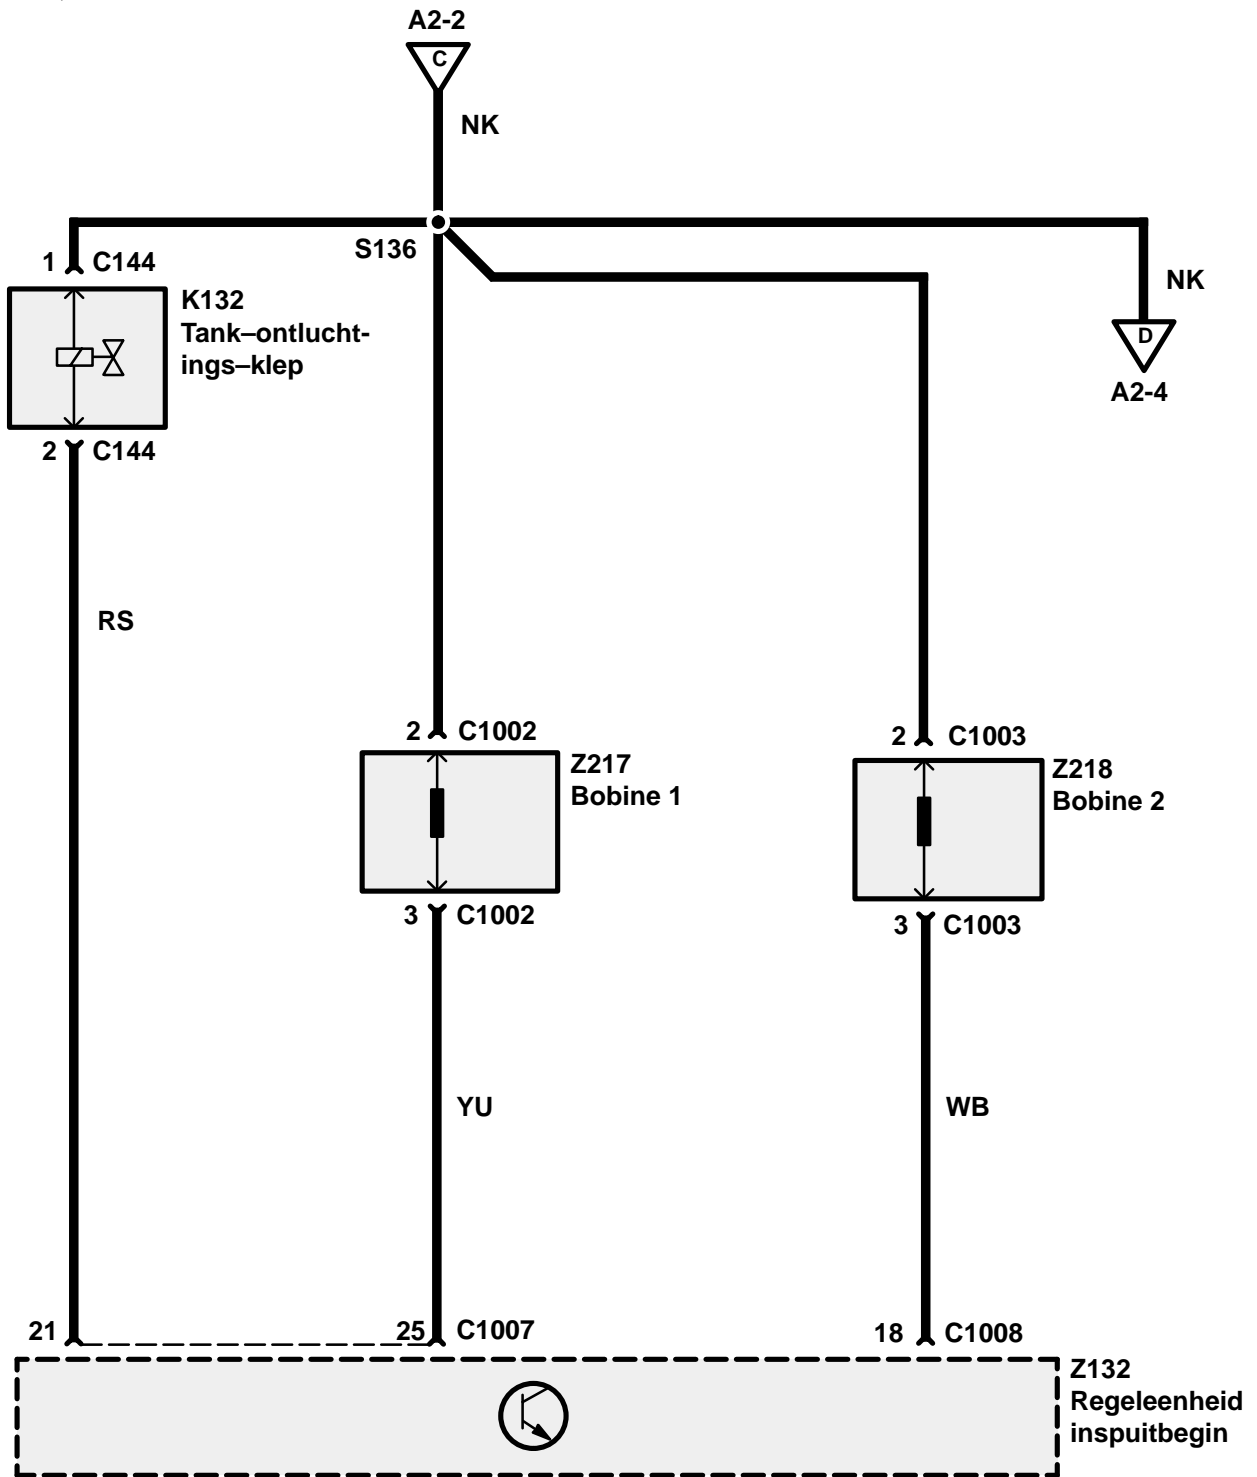 A2-2
C
NK
S136
1 C144
K132
Tank–ontlucht-
ings–klep
NK
D
A2-4
2 C144
RS
2 C1002
Z217
Bobine 1
2 C1003
Z218
Bobine 2
3 C1002
3 C1003
YU
WB
21
25 C1007
18 C1008
Z132
Regeleenheid
inspuitbegin